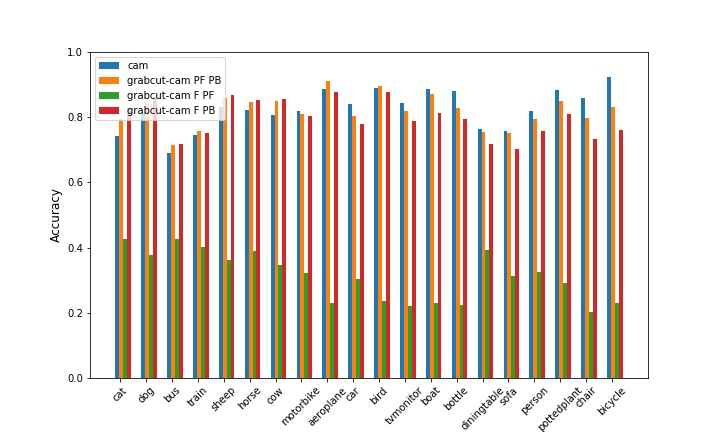 1.0
0.8
0.6
0.4
0.2
0.0
Accuracy
cam
grabcut-cam PF PB
grabcut-cam F PF
grabcut-cam F PB
cat
dog
bus
train
sheep
horse
cow
motorbike
aeroplane
car
bird
tvmonitor
boat
bottle
diningtable
sofa
person
pottedplant
chair
bicycle